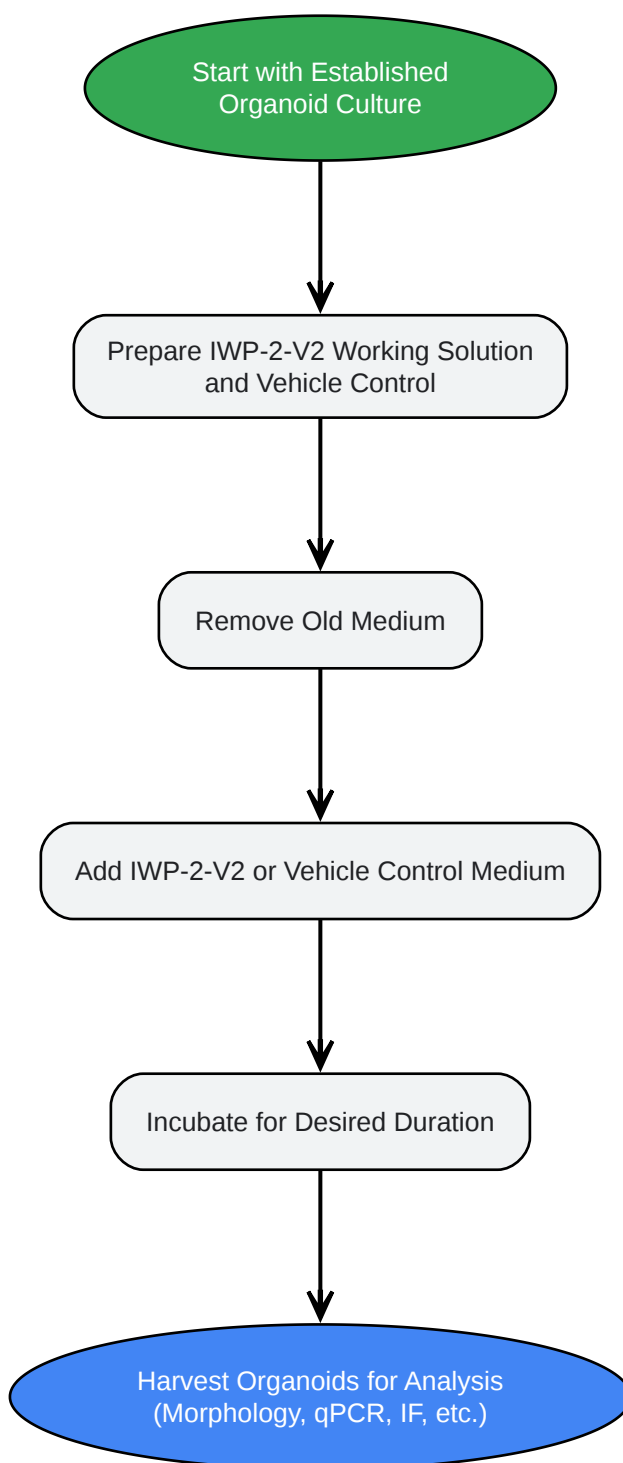 Start with Established
Organoid Culture
Prepare IWP-2-V2 Working Solution
and Vehicle Control
Remove Old Medium
Add IWP-2-V2 or Vehicle Control Medium
Incubate for Desired Duration
Harvest Organoids for Analysis
(Morphology, qPCR, IF, etc.)